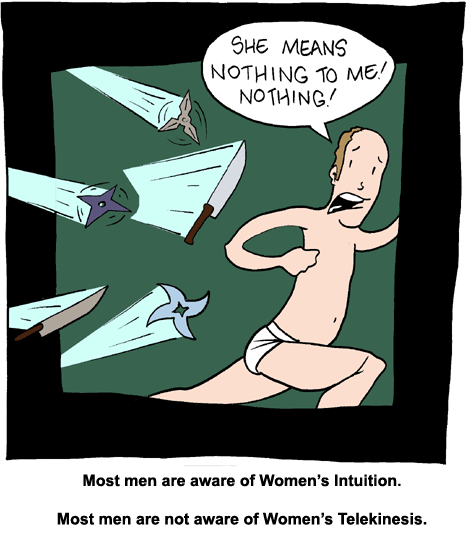 SHE MEANS
NOTHING TO ME!
NOTHING!
Most men are aware of Women's Intuition.
Most men are not aware of Women's Telekinesis.